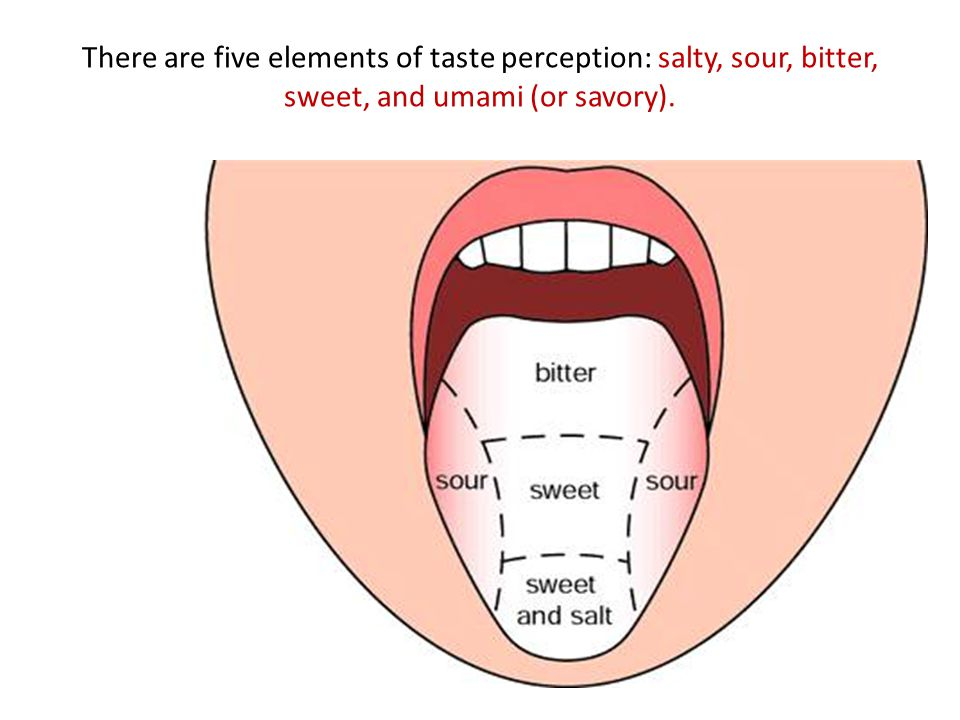 There are five elements of taste perception: salty, sour, bitter,
sweet, and umami (or savory).
bitter
sour
sweet
sour
sweet
and salt